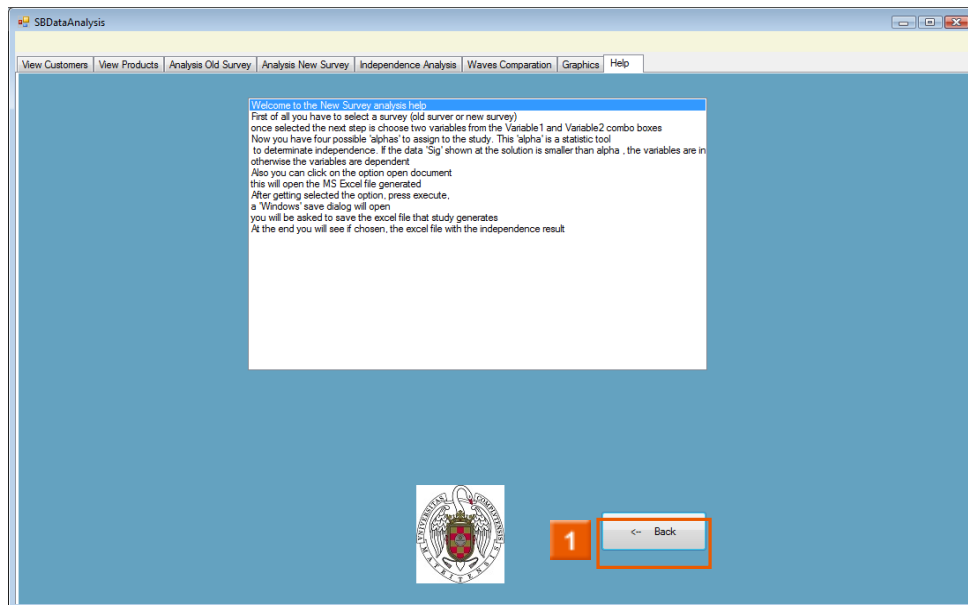 SBDataAnalysis
View Customers View Products Analysis Old Survey Analysis New Survey Independence Analysis Waves Comparation Graphics Help
Welcome to the New Survey analysis help
First of all you have to select a survey (old surver or new survey)
once selected the next step is choose two variables from the Variable1 and Variable2 combo boxes
Now you have four possible 'alphas' to assign to the study. This 'alpha' is a statistic tool
to determinate independence. If the data 'Sig' shown at the solution is smaller than alpha , the variables are in
otherwise the variables are dependent
Also you can click on the option open document
this will open the MS Excel file generated
After getting selected the option, press execute,
a 'Windows' save dialog will open
you will be asked to save the excel file that study generates
At the end you will see if chosen, the excel file with the independence result
VNIVERSITAS COMPLVTENSIS
MATRITENSIS
1
<-- Back